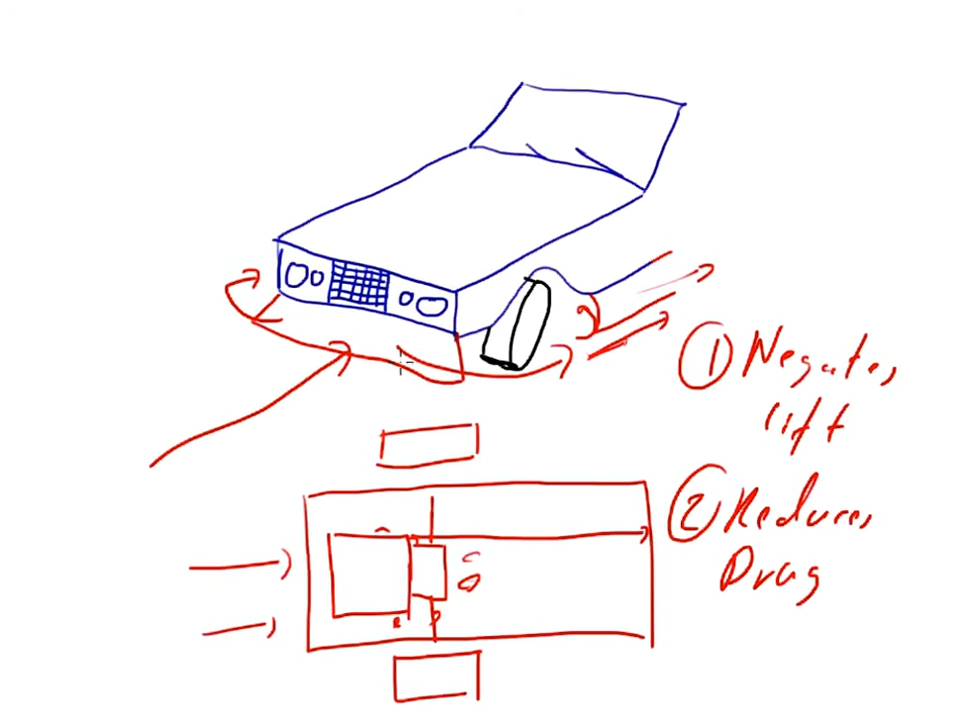 ① Negates
lift
② Reduces
Drag